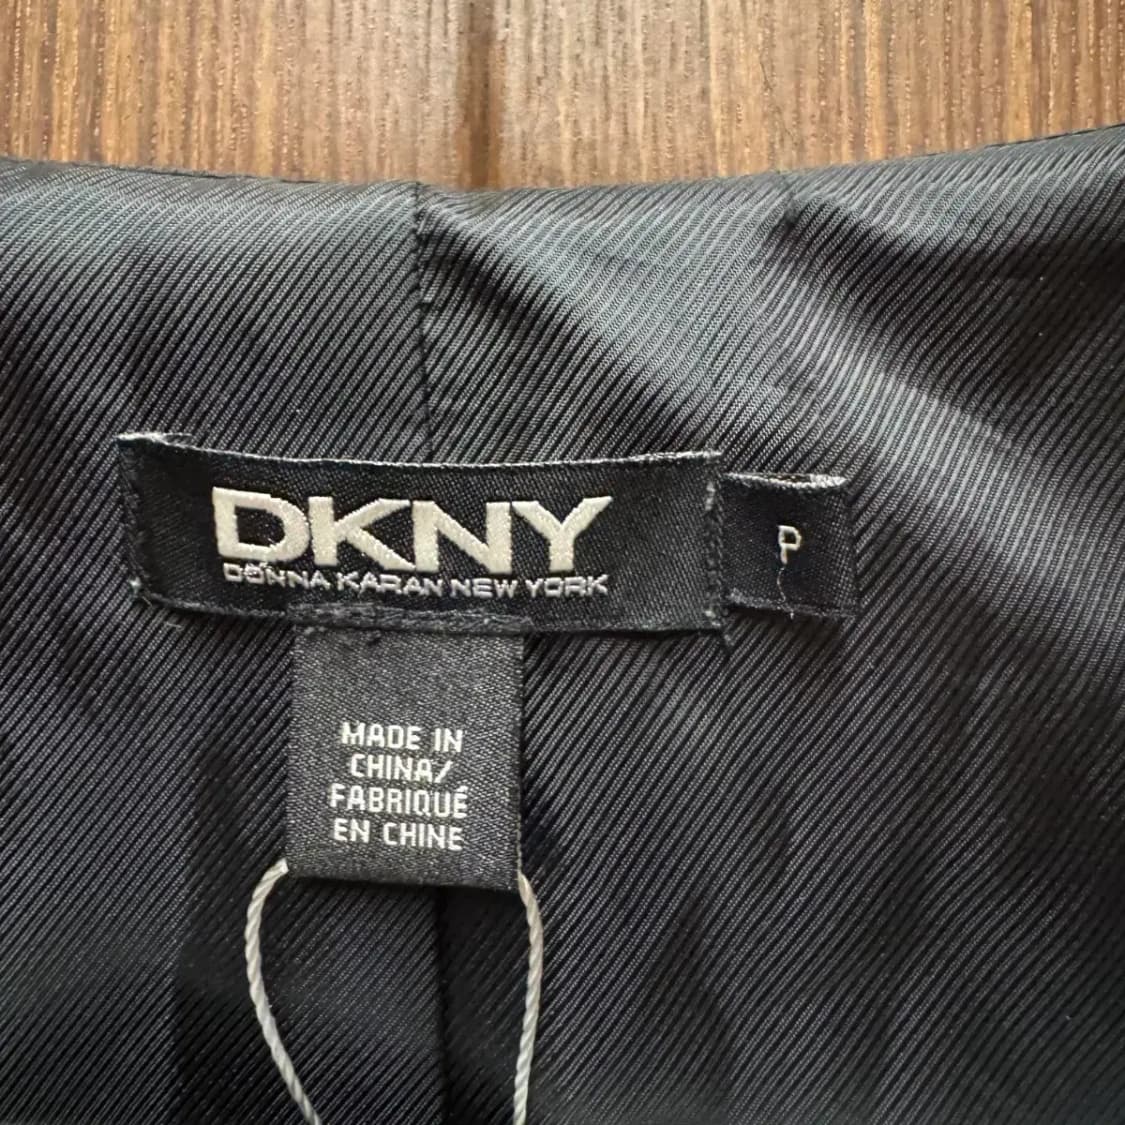 DKNY
DONNA KARAN NEW YORK
P
MADE IN
CHINA/
FABRIQUÉ
EN CHINE